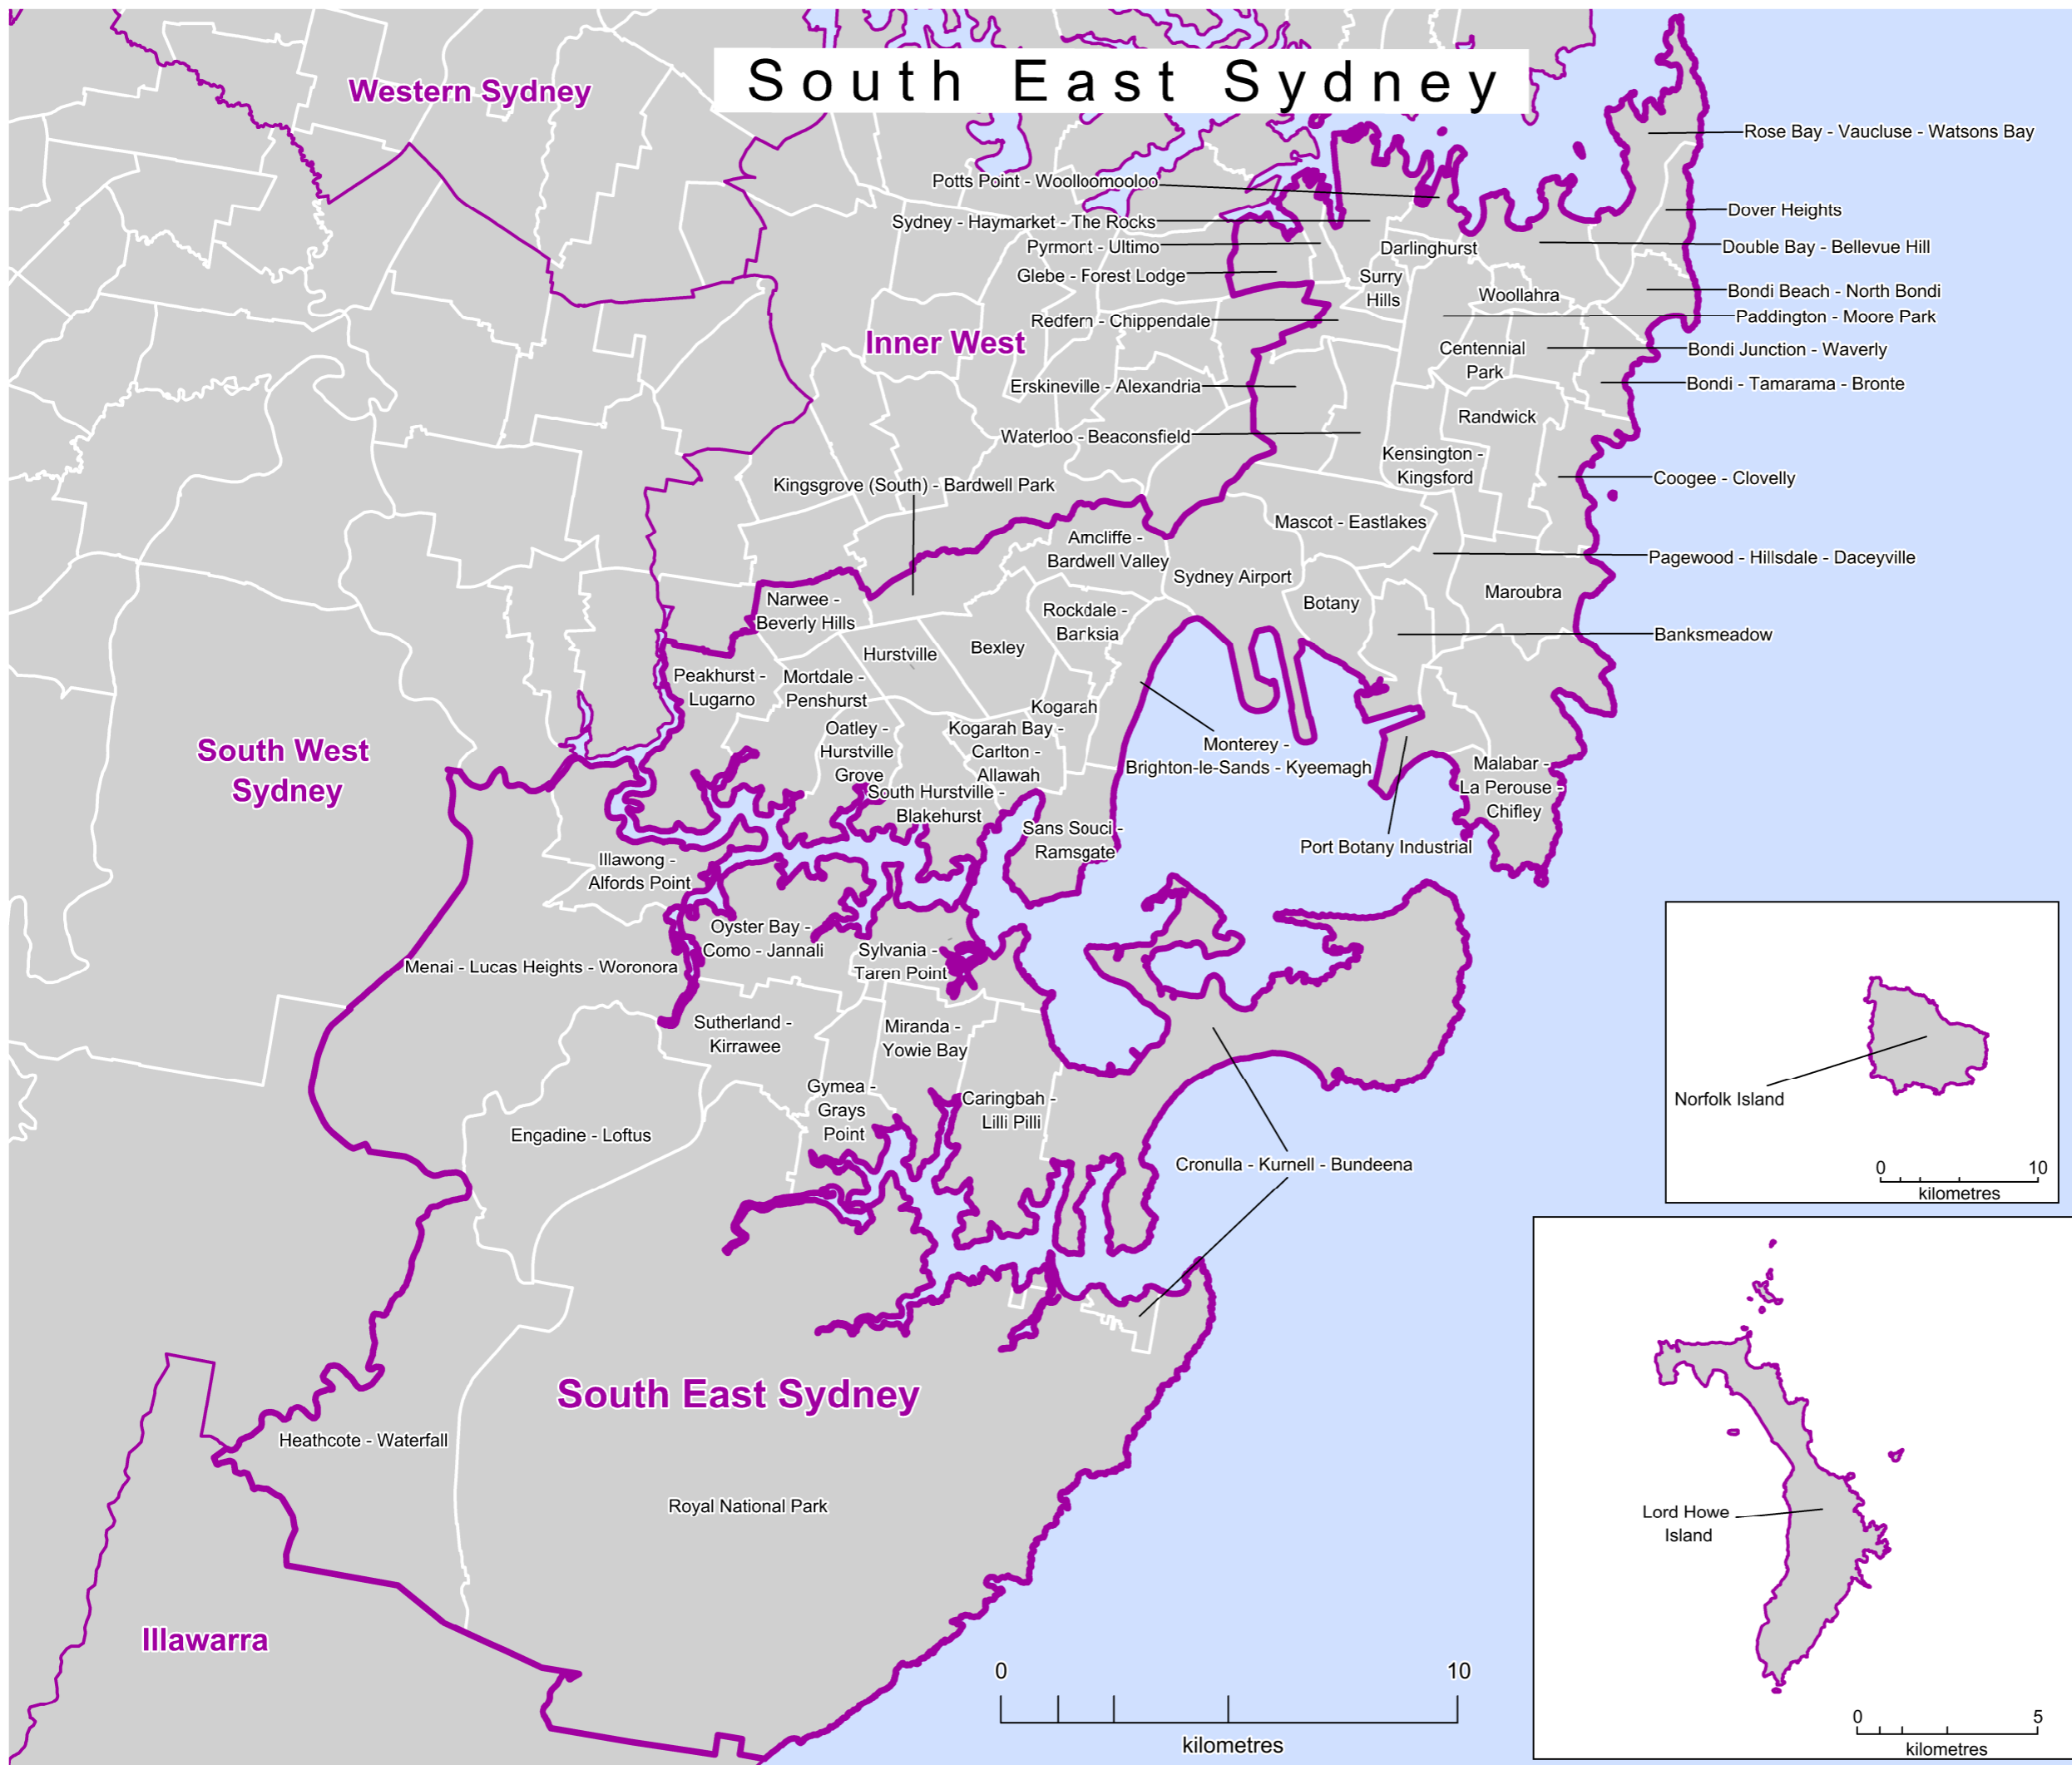 South East Sydney
Western Sydney
Rose Bay - Vaucluse - Watsons Bay
Potts Point - Woolloomooloo
Dover Heights
Sydney - Haymarket - The Rocks
Pyrmort - Ultimo
Darlinghurst
Double Bay - Bellevue Hill
Glebe - Forest Lodge
Surry
Hills
Woollahra
Bondi Beach - North Bondi
Redfern - Chippendale
Paddington - Moore Park
Inner West
Centennial
Park
Bondi Junction - Waverly
Erskineville - Alexandria
Bondi - Tamarama - Bronte
Randwick
Waterloo - Beaconsfield
Kensington -
Kingsford
Coogee - Clovelly
Kingsgrove (South) - Bardwell Park
Mascot - Eastlakes
Arncliffe -
Bardwell Valley
Pagewood - Hillsdale - Daceyville
Sydney Airport
Maroubra
Narwee -
Beverly Hills
Botany
Rockdale -
Banksia
Banksmeadow
Hurstville
Bexley
Peakhurst -
Lugarno
Mortdale -
Penshurst
Kogarah
Oatley -
Hurstville
Grove
Kogarah Bay -
Carlton -
Allawah
Monterey -
Brighton-le-Sands - Kyeemagh
South West
Sydney
Malabar -
La Perouse -
Chifley
South Hurstville -
Blakehurst
Sans Souci -
Ramsgate
Port Botany Industrial
Illawong -
Alfords Point
Oyster Bay -
Como - Jannali
Sylvania -
Taren Point
Menai - Lucas Heights - Woronora
Sutherland -
Kirrawee
Miranda -
Yowie Bay
Gymea -
Grays
Point
Caringbah -
Lilli Pilli
Norfolk Island
Engadine - Loftus
Cronulla - Kurnell - Bundeena
0 10
kilometres
South East Sydney
Heathcote - Waterfall
Royal National Park
Lord Howe
Island
Illawarra
0 10
kilometres
0 5
kilometres